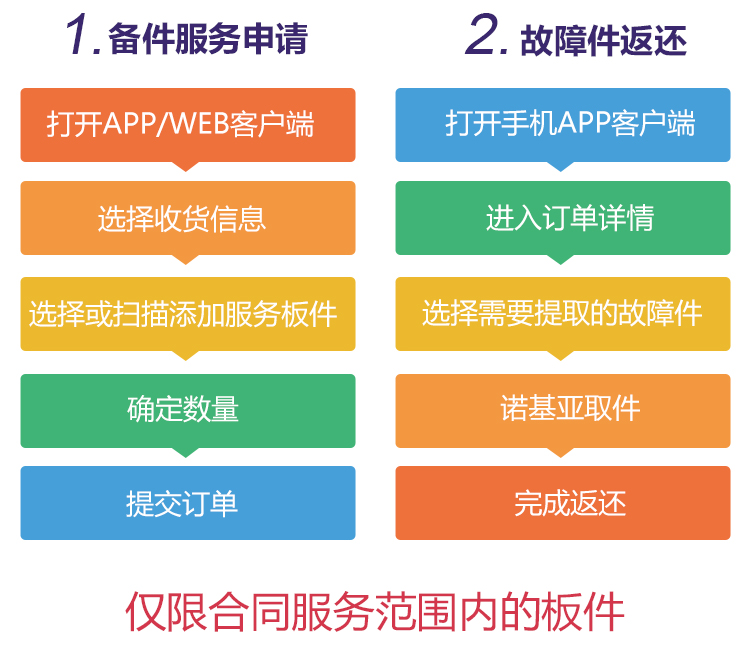 1.备件服务申请
打开APP/WEB客户端
选择收货信息
选择或扫描添加服务板件
确定数量
提交订单
2.故障件返还
打开手机APP客户端
进入订单详情
选择需要提取的故障件
诺基亚取件
完成返还
仅限合同服务范围内的板件